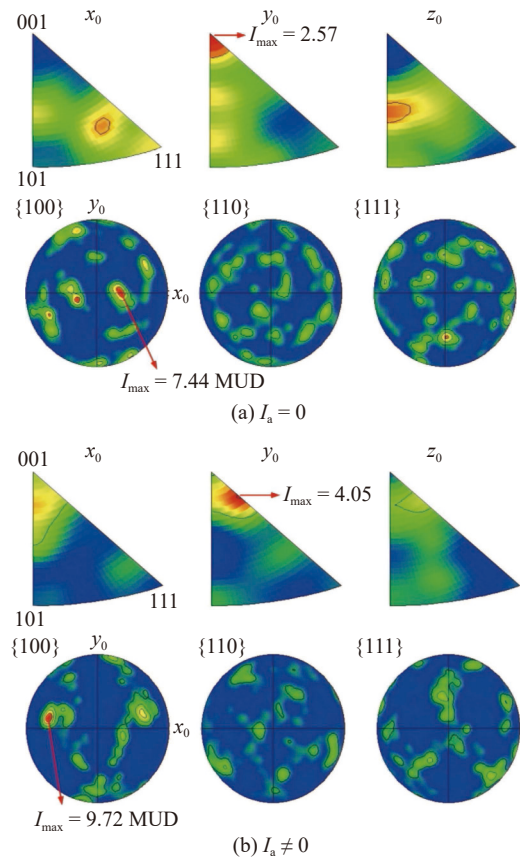 001
x₀
y₀
z₀
Iₘₐₓ = 2.57
101
111
{100}
y₀
{110}
{111}
x₀
Iₘₐₓ = 7.44 MUD
(a) Iₐ = 0
001
x₀
y₀
z₀
Iₘₐₓ = 4.05
101
111
{100}
y₀
{110}
{111}
x₀
Iₘₐₓ = 9.72 MUD
(b) Iₐ ≠ 0